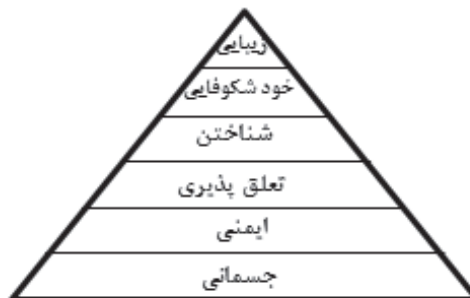 زیبایی
خود شکوفایی
شناختن
تعلق پذیری
ایمنی
جسمانی